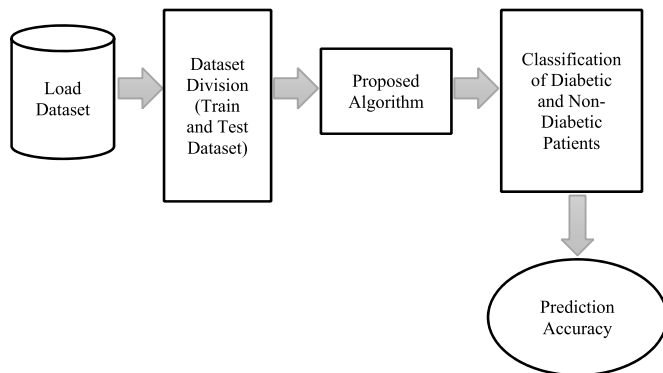 Load
Dataset
Dataset
Division
(Train
and Test
Dataset)
Proposed
Algorithm
Classification
of Diabetic
and Non-
Diabetic
Patients
Prediction
Accuracy